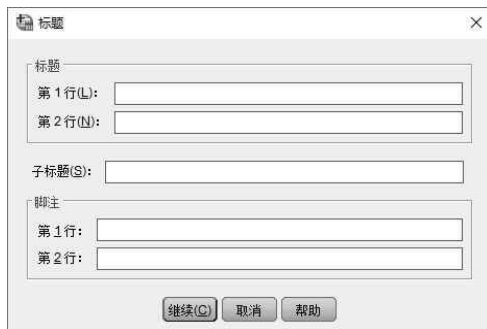 标题
标题
第1行(L):
第2行(N):
子标题(S):
脚注
第1行:
第2行:
继续(C) 取消 帮助